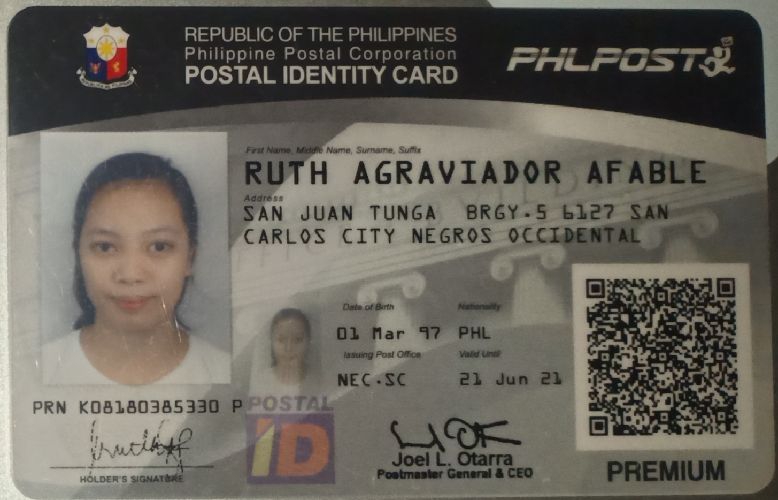 REPUBLIC OF THE PHILIPPINES
Philippine Postal Corporation
POSTAL IDENTITY CARD
PHLPOST
First Name, Middle Name, Surname, Suffix
RUTH AGRAVIADOR AFABLE
Address
SAN JUAN TUNGA BRGY.5 6127 SAN
CARLOS CITY NEGROS OCCIDENTAL
Date of Birth Nationality
01 Mar 97 PHL
Issuing Post Office Valid Until
NEC.SC 21 Jun 21
PRN K08180385330 P
POSTAL
iD
HOLDER'S SIGNATURE
Joel L. Otarra
Postmaster General & CEO
PREMIUM